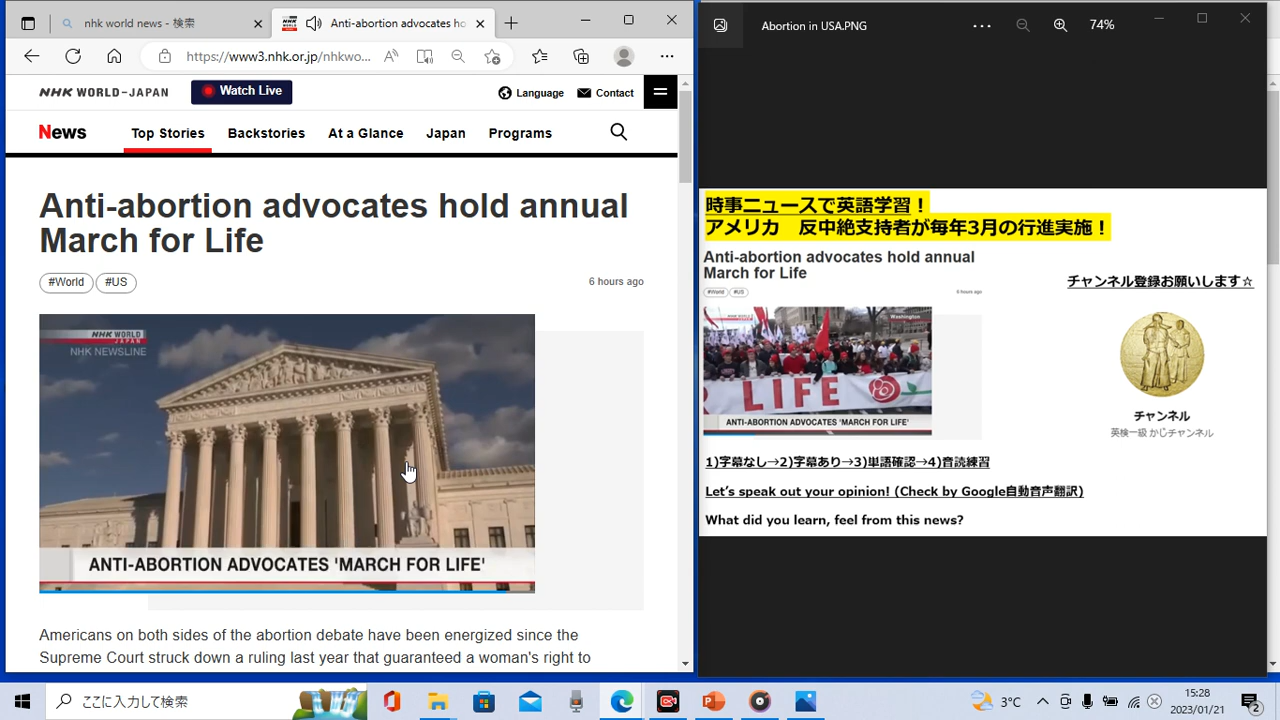 nhk world news - 検索
Anti-abortion advocates ho
https://www3.nhk.or.jp/nhkwo...
NHK WORLD-JAPAN
Watch Live
Language
Contact
News
Top Stories
Backstories
At a Glance
Japan
Programs
Anti-abortion advocates hold annual
March for Life
#World
#US
6 hours ago
NHK WORLD
JAPAN
NHK NEWSLINE
ANTI-ABORTION ADVOCATES 'MARCH FOR LIFE'
Americans on both sides of the abortion debate have been energized since the
Supreme Court struck down a ruling last year that guaranteed a woman's right to
Abortion in USA.PNG
74%
時事ニュースで英語学習！
アメリカ　反中絶支持者が毎年3月の行進実施！
Anti-abortion advocates hold annual
March for Life
#World
#US
6 hours ago
NHK WORLD
Washington
LIFE
ANTI-ABORTION ADVOCATES 'MARCH FOR LIFE'
チャンネル登録お願いします☆
チャンネル
英検一級 かじチャンネル
1)字幕なし→2)字幕あり→3)単語確認→4)音読練習
Let's speak out your opinion! (Check by Google自動音声翻訳)
What did you learn, feel from this news?
ここに入力して検索
3°C
5:28
2023/01/21
2